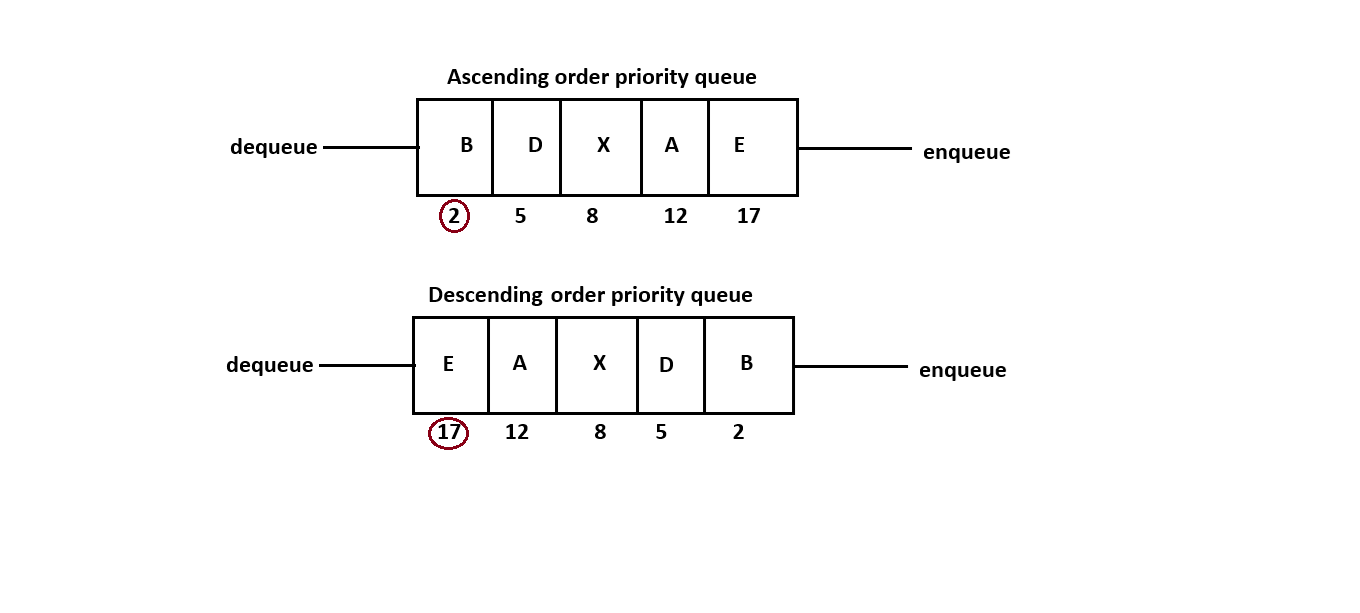 Ascending order priority queue
dequeue B D X A E enqueue
2 5 8 12 17
Descending order priority queue
dequeue E A X D B enqueue
17 12 8 5 2